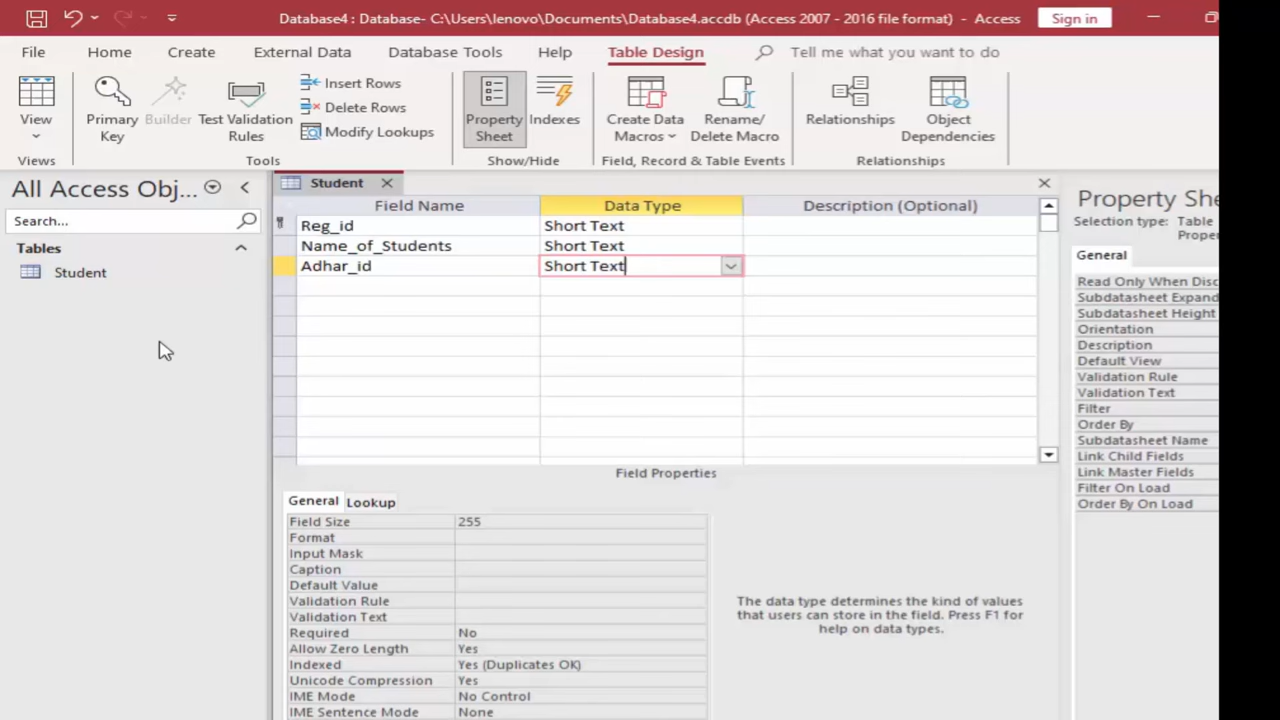 Database4 : Database- C:\Users\lenovo\Documents\Database4.accdb (Access 2007 - 2016 file format) - Access
Sign in
File
Home
Create
External Data
Database Tools
Help
Table Design
Tell me what you want to do
View
Primary Key
Builder
Test Validation Rules
Insert Rows
Delete Rows
Modify Lookups
Property Sheet
Indexes
Create Data Macros
Rename/ Delete Macro
Relationships
Object Dependencies
Views
Tools
Show/Hide
Field, Record & Table Events
Relationships
All Access Obj...
Search...
Tables
Student
Student
Field Name Data Type Description (Optional)
Reg_id Short Text
Name_of_Students Short Text
Adhar_id Short Text
Field Properties
General Lookup
Field Size 255
Format
Input Mask
Caption
Default Value
Validation Rule
Validation Text
Required No
Allow Zero Length Yes
Indexed Yes (Duplicates OK)
Unicode Compression Yes
IME Mode No Control
IME Sentence Mode None
The data type determines the kind of values
that users can store in the field. Press F1 for
help on data types.
Property She
Selection type: Table
Proper
General
Read Only When Disc
Subdatasheet Expand
Subdatasheet Height
Orientation
Description
Default View
Validation Rule
Validation Text
Filter
Order By
Subdatasheet Name
Link Child Fields
Link Master Fields
Filter On Load
Order By On Load